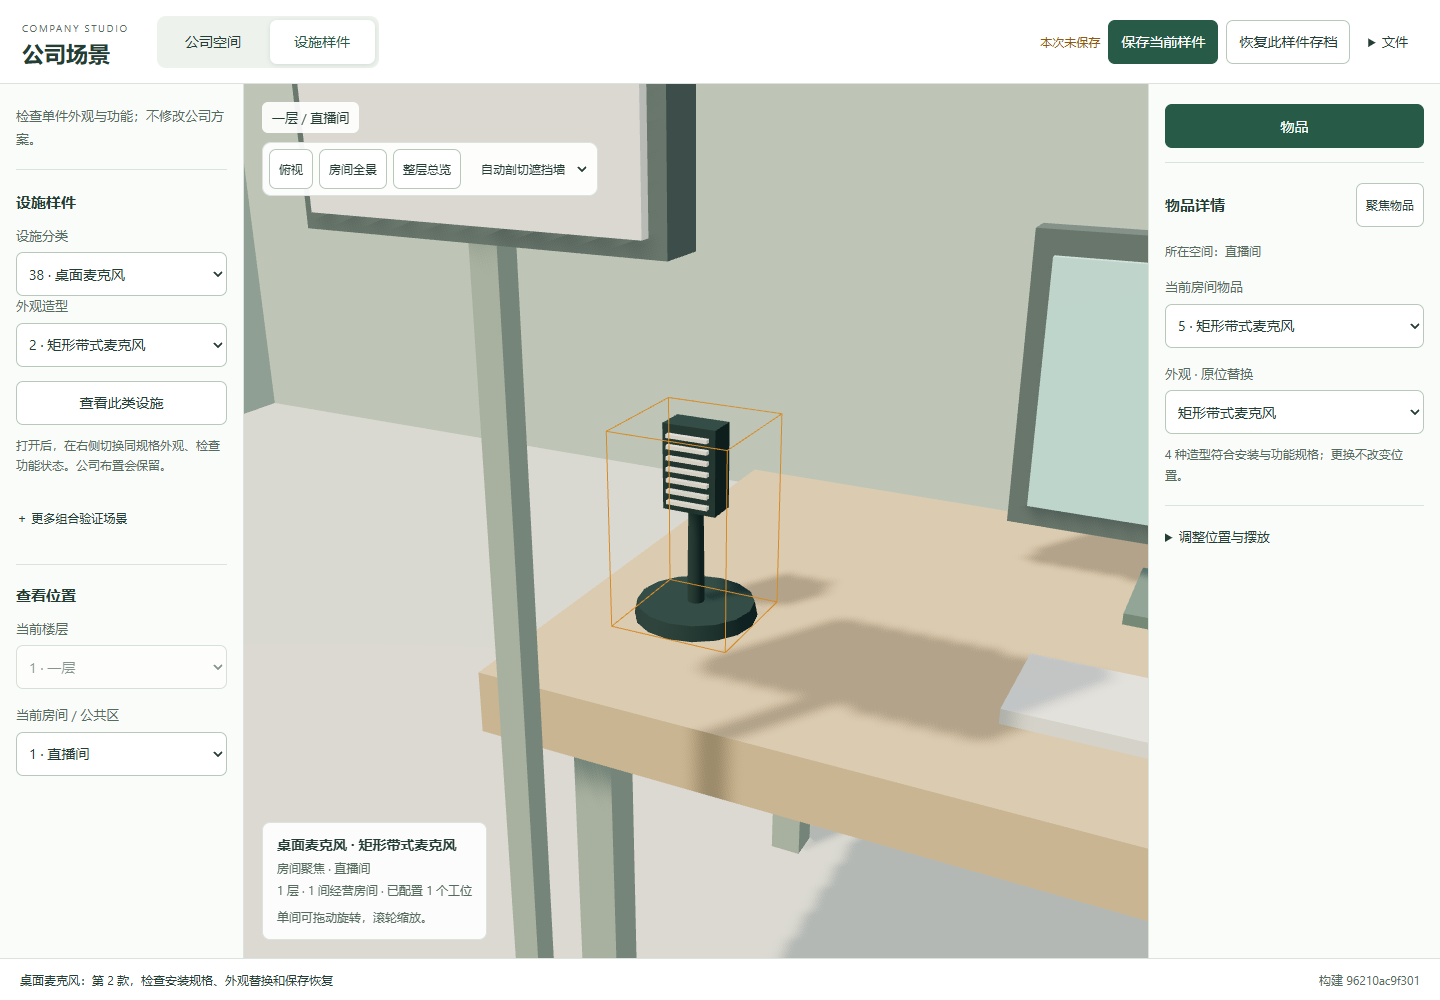 COMPANY STUDIO
公司场景
公司空间
设施样件
本次未保存
保存当前样件
恢复此样件存档
▶ 文件
检查单件外观与功能；不修改公司方
案。
设施样件
设施分类
38 · 桌面麦克风
外观造型
2 · 矩形带式麦克风
查看此类设施
打开后，在右侧切换同规格外观、检查
功能状态。公司布置会保留。
+ 更多组合验证场景
查看位置
当前楼层
1 · 一层
当前房间 / 公共区
1 · 直播间
一层 / 直播间
俯视
房间全景
整层总览
自动剖切遮挡墙
桌面麦克风 · 矩形带式麦克风
房间聚焦 · 直播间
1 层 · 1 间经营房间 · 已配置 1 个工位
单间可拖动旋转，滚轮缩放。
物品
物品详情
聚焦物品
所在空间：直播间
当前房间物品
5 · 矩形带式麦克风
外观 · 原位替换
矩形带式麦克风
4 种造型符合安装与功能规格；更换不改变位
置。
▶ 调整位置与摆放
桌面麦克风：第 2 款，检查安装规格、外观替换和保存恢复
构建 96210ac9f301